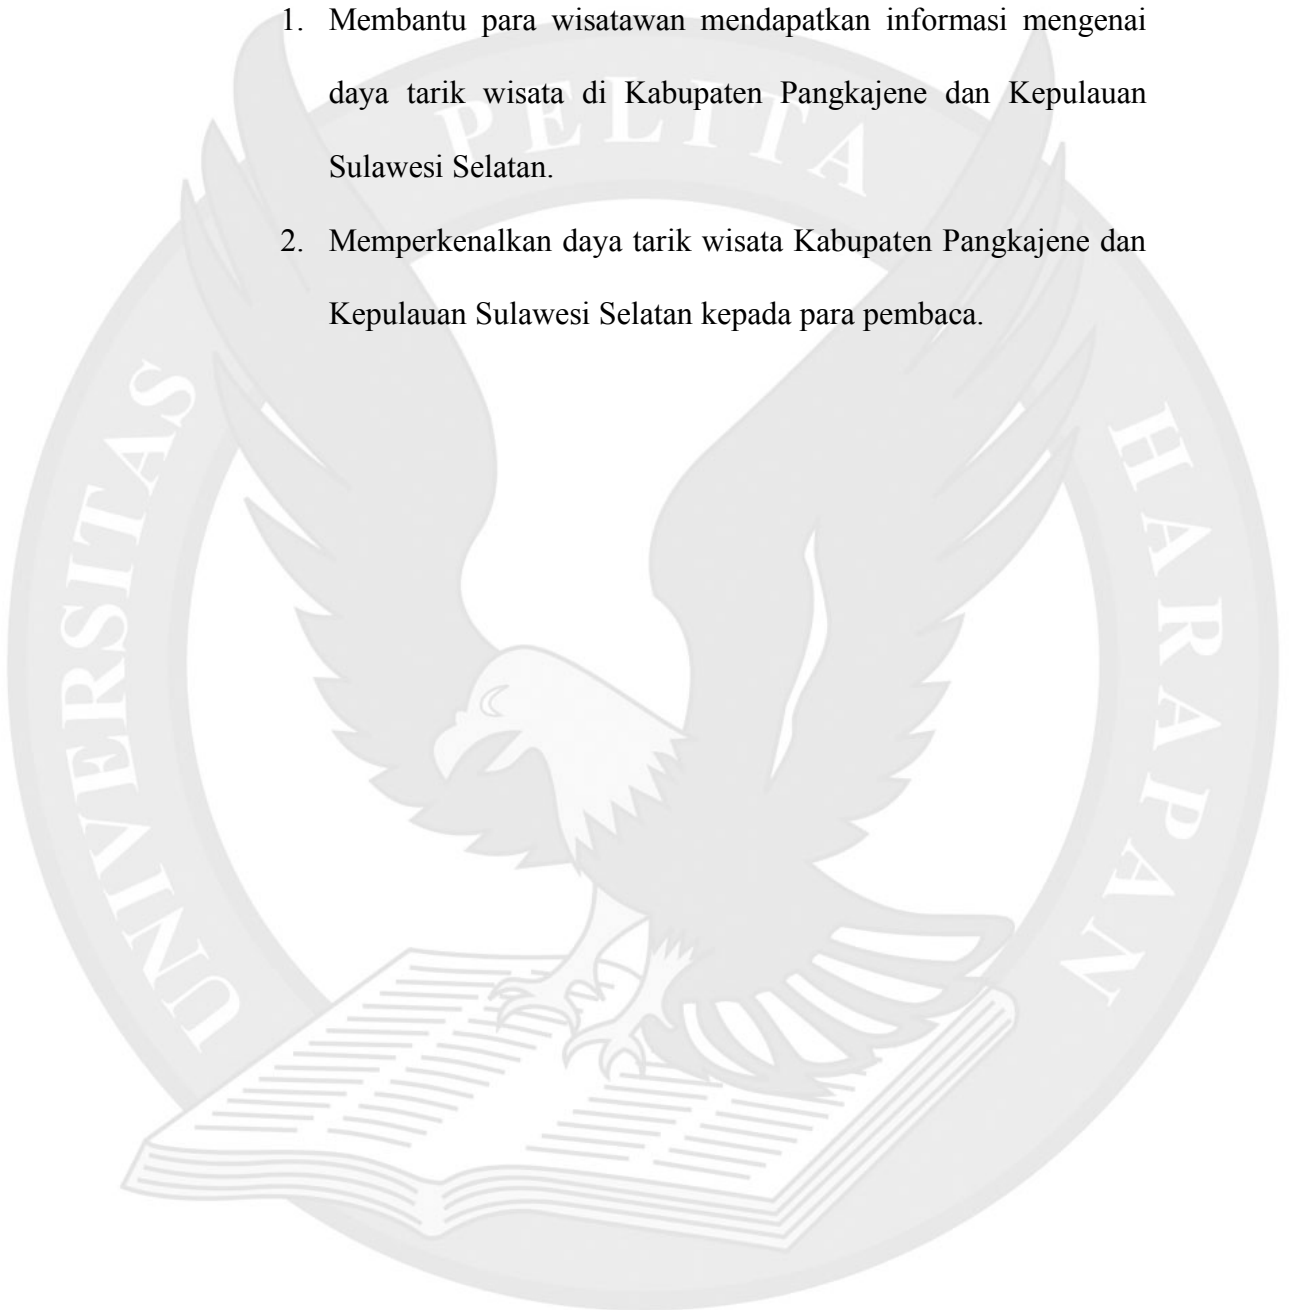 1. Membantu para wisatawan mendapatkan informasi mengenai
daya tarik wisata di Kabupaten Pangkajene dan Kepulauan
Sulawesi Selatan.
2. Memperkenalkan daya tarik wisata Kabupaten Pangkajene dan
Kepulauan Sulawesi Selatan kepada para pembaca.
UNIVERSITAS PELITA HARAPAN